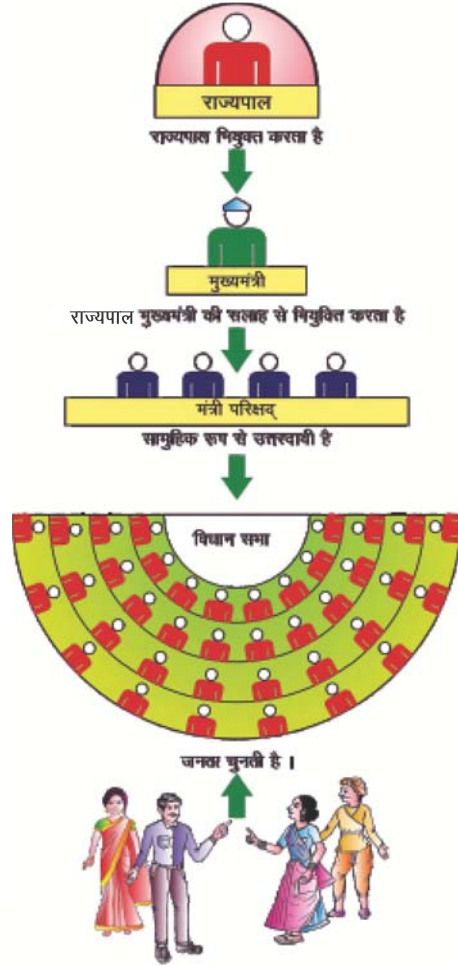 राज्यपाल
राज्यपाल नियुक्त करता है
मुख्यमंत्री
राज्यपाल मुख्यमंत्री की सलाह से नियुक्ति करता है
मंत्री परिक्षद्
सामुहिक रूप से उत्तरदायी है
विधान सभा
जनता चुनती है ।